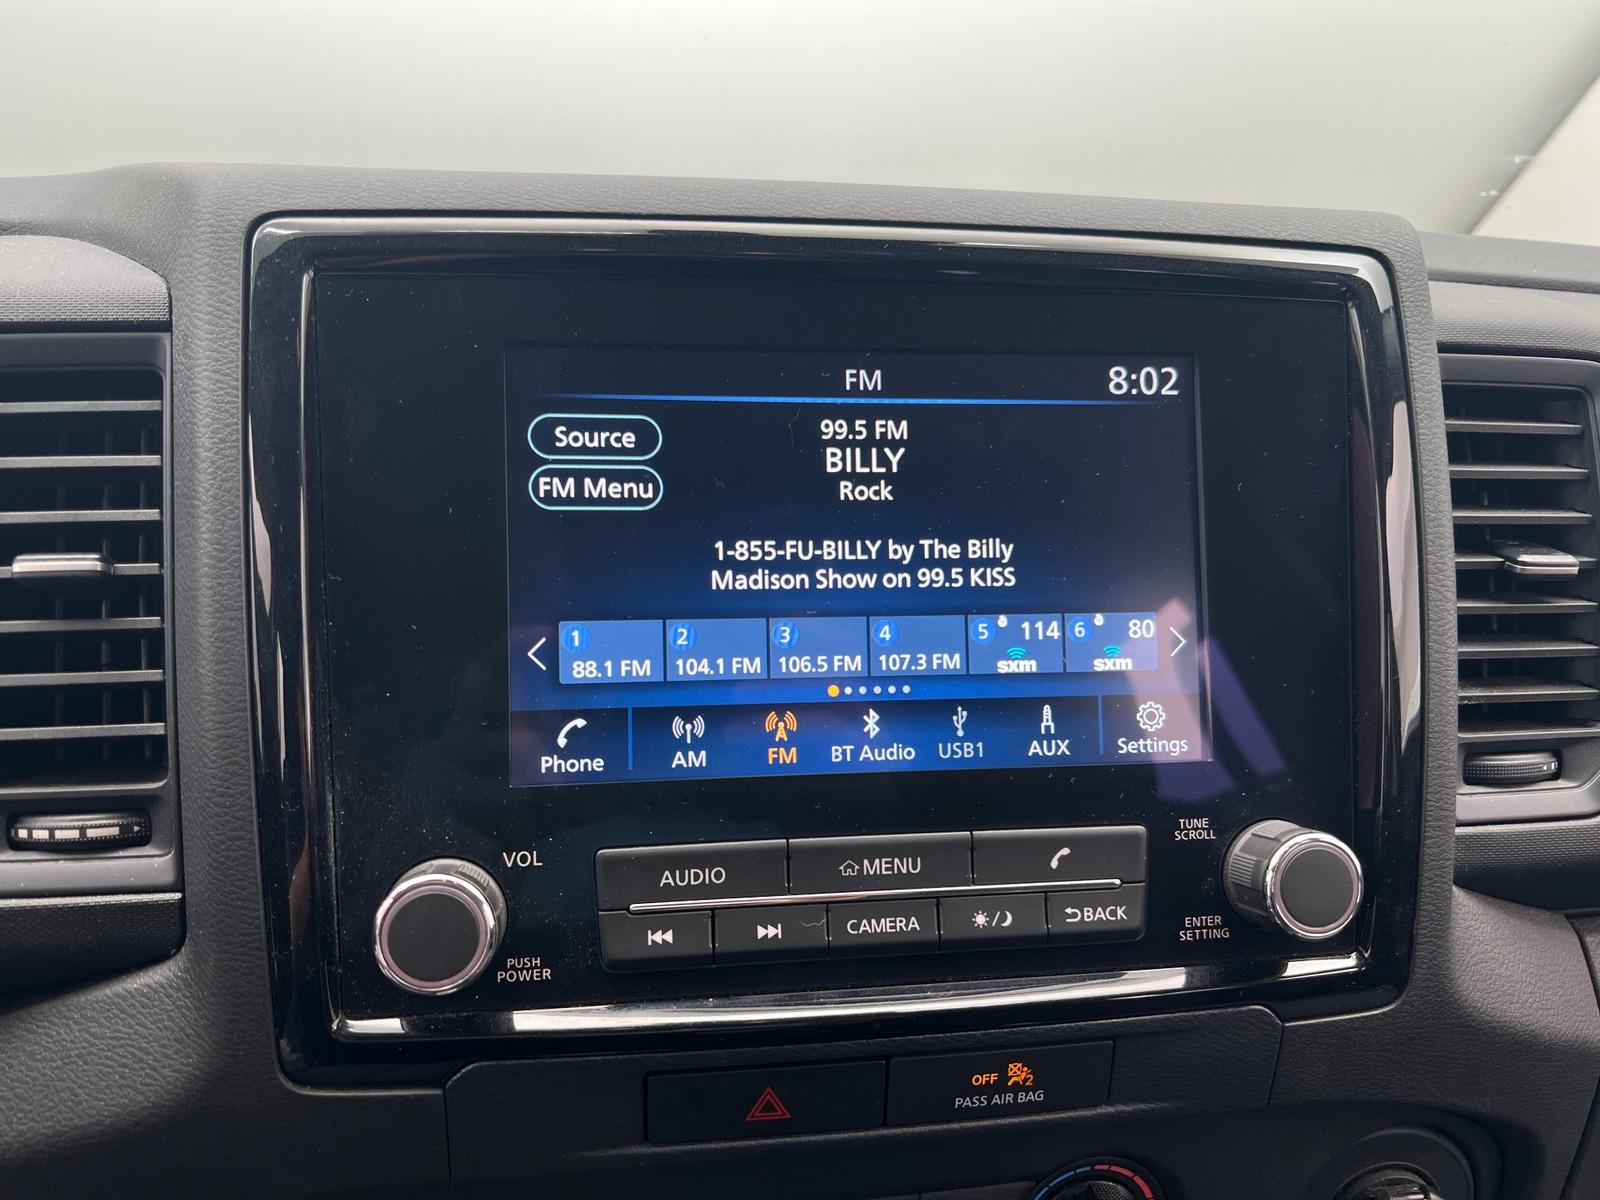 FM 8:02
Source
FM Menu
99.5 FM
BILLY
Rock
1-855-FU-BILLY by The Billy
Madison Show on 99.5 KISS
1 88.1 FM
2 104.1 FM
3 106.5 FM
4 107.3 FM
5 114 sxm
6 80 sxm
Phone
AM
FM
BT Audio
USB1
AUX
Settings
VOL
PUSH
POWER
AUDIO
MENU
CAMERA
BACK
TUNE
SCROLL
ENTER
SETTING
OFF 2
PASS AIR BAG